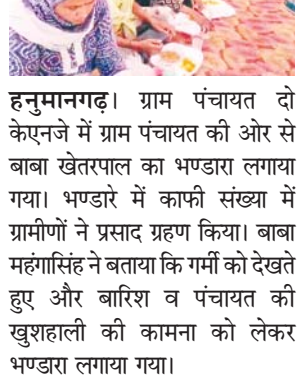 हनुमानगढ़। ग्राम पंचायत दो
केएनजे में ग्राम पंचायत की ओर से
बाबा खेतरपाल का भण्डारा लगाया
गया। भण्डारे में काफी संख्या में
ग्रामीणों ने प्रसाद ग्रहण किया। बाबा
महंगासिंह ने बताया कि गर्मी को देखते
हुए और बारिश व पंचायत की
खुशहाली की कामना को लेकर
भण्डारा लगाया गया।